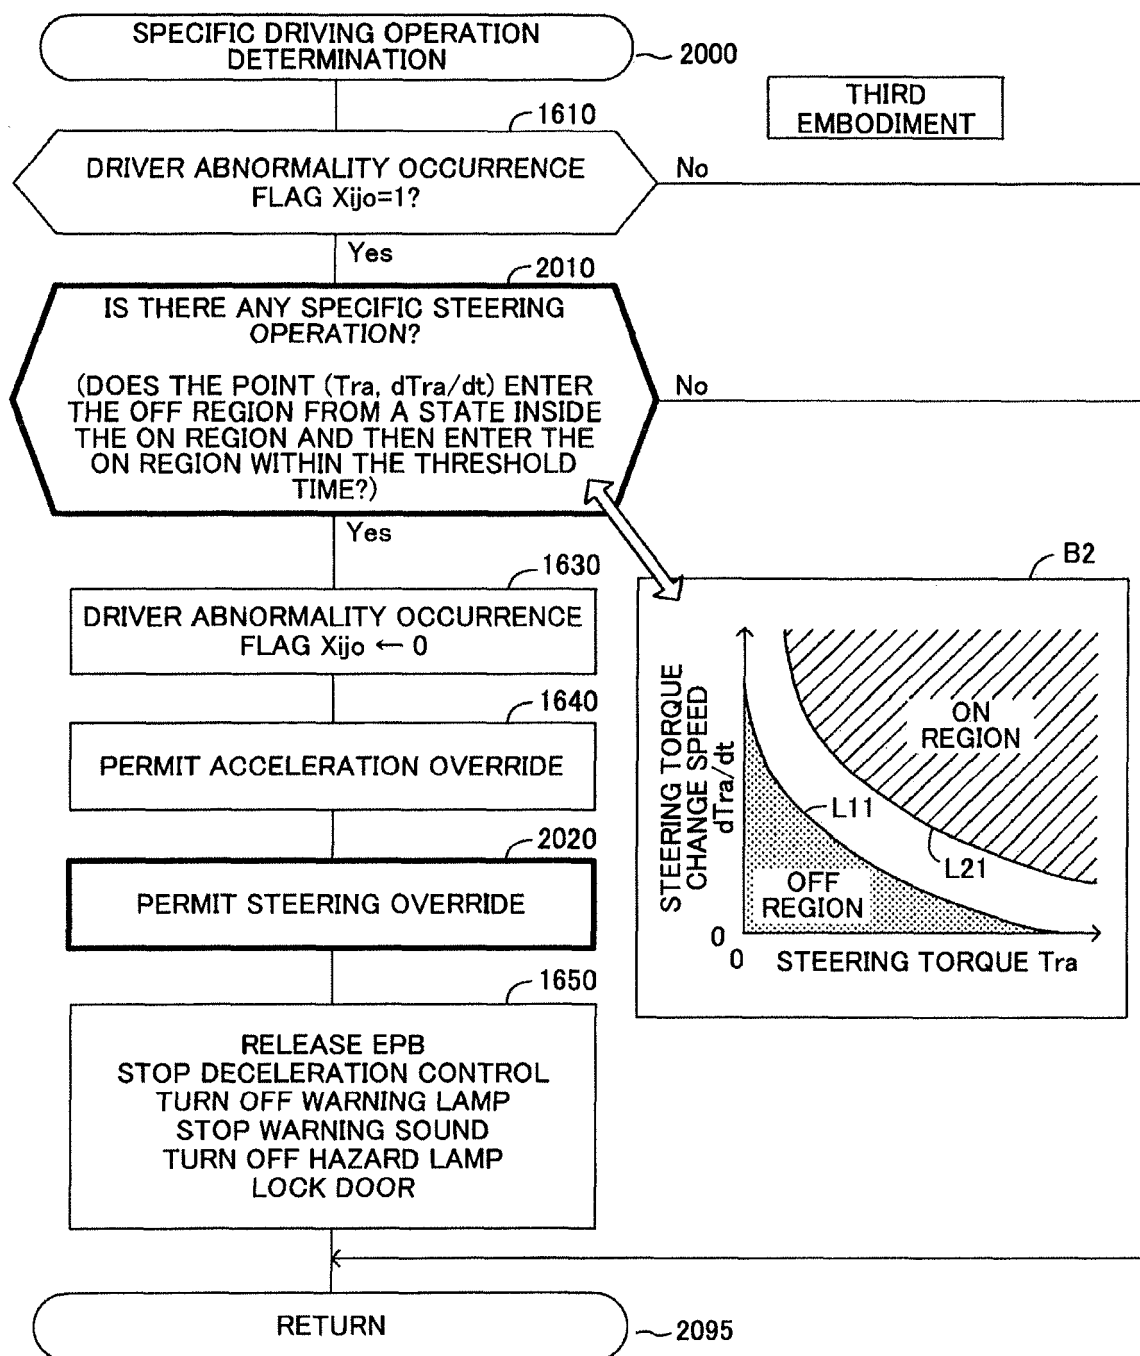 SPECIFIC DRIVING OPERATION
DETERMINATION
2000
THIRD
EMBODIMENT
1610
DRIVER ABNORMALITY OCCURRENCE
FLAG Xijo=1?
No
Yes
2010
IS THERE ANY SPECIFIC STEERING
OPERATION?
(DOES THE POINT (Tra, dTra/dt) ENTER
THE OFF REGION FROM A STATE INSIDE
THE ON REGION AND THEN ENTER THE
ON REGION WITHIN THE THRESHOLD
TIME?)
No
Yes
1630
DRIVER ABNORMALITY OCCURRENCE
FLAG Xijo ← 0
1640
PERMIT ACCELERATION OVERRIDE
2020
PERMIT STEERING OVERRIDE
1650
RELEASE EPB
STOP DECELERATION CONTROL
TURN OFF WARNING LAMP
STOP WARNING SOUND
TURN OFF HAZARD LAMP
LOCK DOOR
RETURN
2095
B2
STEERING TORQUE
CHANGE SPEED
dTra/dt
ON
REGION
L11
L21
OFF
REGION
0
0
STEERING TORQUE Tra